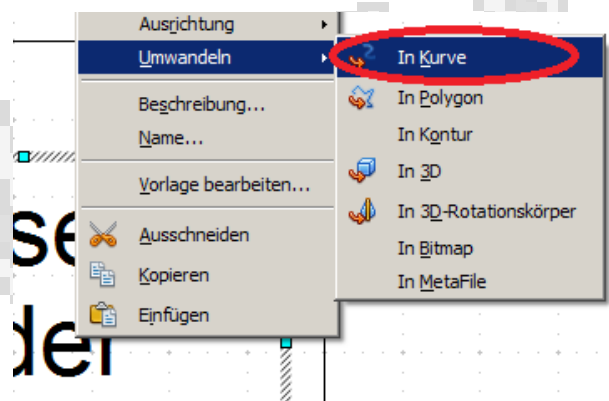 Ausrichtung
Umwandeln
Beschreibung...
Name...
Vorlage bearbeiten...
Ausschneiden
Kopieren
Einfügen
In Kurve
In Polygon
In Kontur
In 3D
In 3D-Rotationskörper
In Bitmap
In MetaFile
se
der